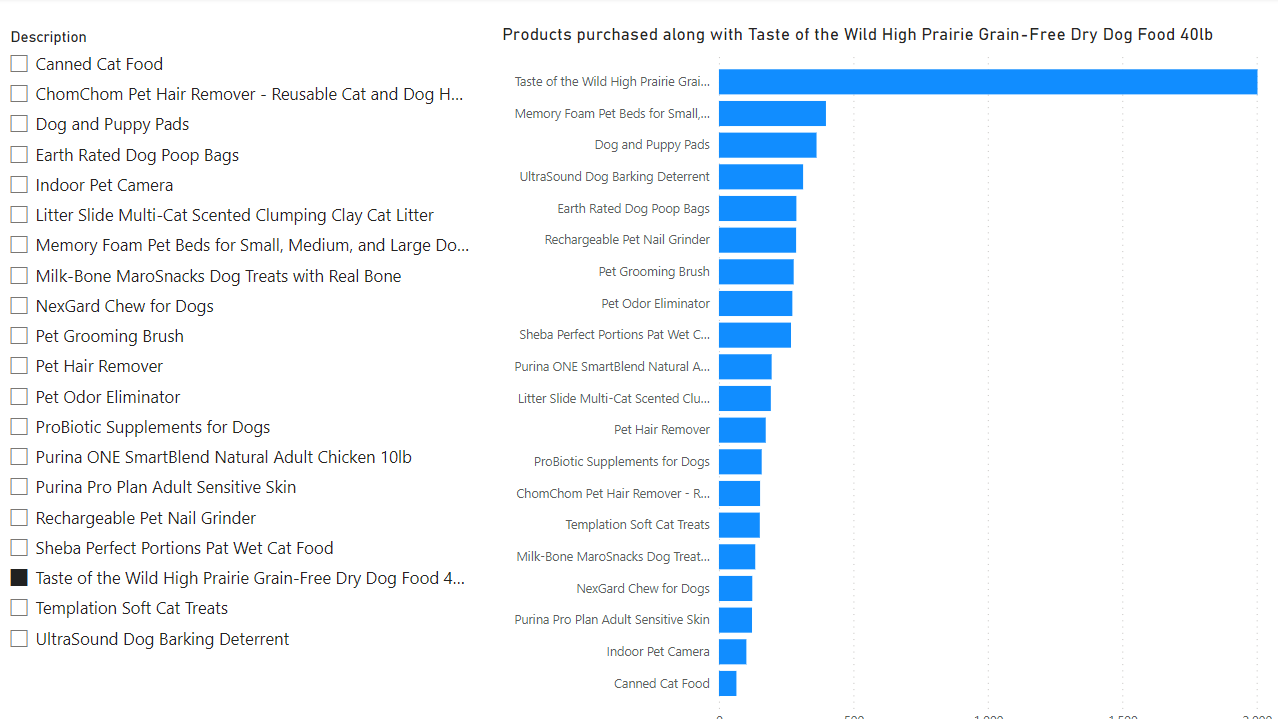 Description
Canned Cat Food
ChomChom Pet Hair Remover - Reusable Cat and Dog H...
Dog and Puppy Pads
Earth Rated Dog Poop Bags
Indoor Pet Camera
Litter Slide Multi-Cat Scented Clumping Clay Cat Litter
Memory Foam Pet Beds for Small, Medium, and Large Do...
Milk-Bone MaroSnacks Dog Treats with Real Bone
NexGard Chew for Dogs
Pet Grooming Brush
Pet Hair Remover
Pet Odor Eliminator
ProBiotic Supplements for Dogs
Purina ONE SmartBlend Natural Adult Chicken 10lb
Purina Pro Plan Adult Sensitive Skin
Rechargeable Pet Nail Grinder
Sheba Perfect Portions Pat Wet Cat Food
Taste of the Wild High Prairie Grain-Free Dry Dog Food 4...
Templation Soft Cat Treats
UltraSound Dog Barking Deterrent
Products purchased along with Taste of the Wild High Prairie Grain-Free Dry Dog Food 40lb
Taste of the Wild High Prairie Grai...
Memory Foam Pet Beds for Small,...
Dog and Puppy Pads
UltraSound Dog Barking Deterrent
Earth Rated Dog Poop Bags
Rechargeable Pet Nail Grinder
Pet Grooming Brush
Pet Odor Eliminator
Sheba Perfect Portions Pat Wet C...
Purina ONE SmartBlend Natural A...
Litter Slide Multi-Cat Scented Clu...
Pet Hair Remover
ProBiotic Supplements for Dogs
ChomChom Pet Hair Remover - R...
Templation Soft Cat Treats
Milk-Bone MaroSnacks Dog Treat...
NexGard Chew for Dogs
Purina Pro Plan Adult Sensitive Skin
Indoor Pet Camera
Canned Cat Food
0 500 1,000 1,500 2,000